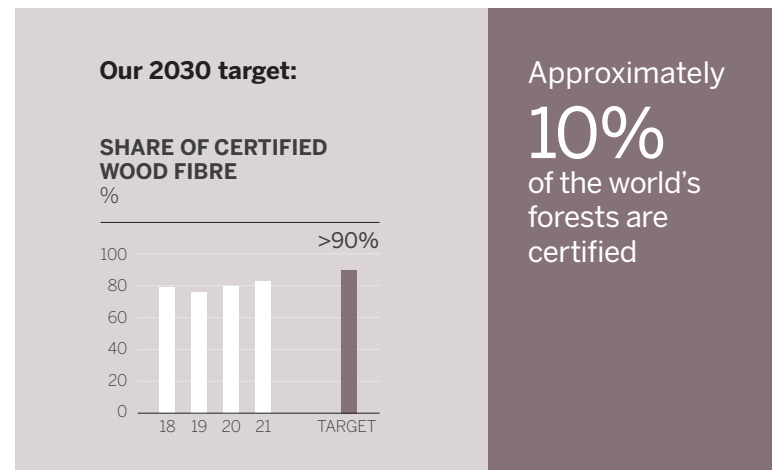 Our 2030 target:
SHARE OF CERTIFIED
WOOD FIBRE
%
>90%
100
80
60
40
20
0
18 19 20 21 TARGET
Approximately
10%
of the world's
forests are
certified